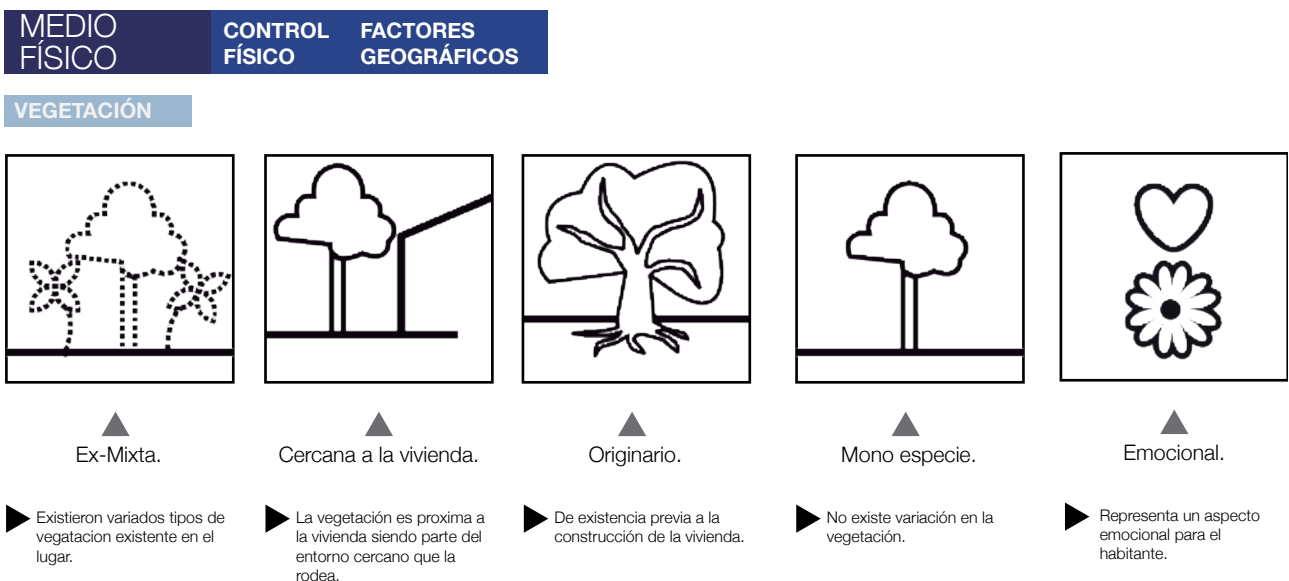 MEDIO
FÍSICO
CONTROL
FÍSICO
FACTORES
GEOGRÁFICOS
VEGETACIÓN
Ex-Mixta.
Cercana a la vivienda.
Originario.
Mono especie.
Emocional.
Existieron variados tipos de
vegatacion existente en el
lugar.
La vegetación es proxima a
la vivienda siendo parte del
entorno cercano que la
rodea.
De existencia previa a la
construcción de la vivienda.
No existe variación en la
vegetación.
Representa un aspecto
emocional para el
habitante.